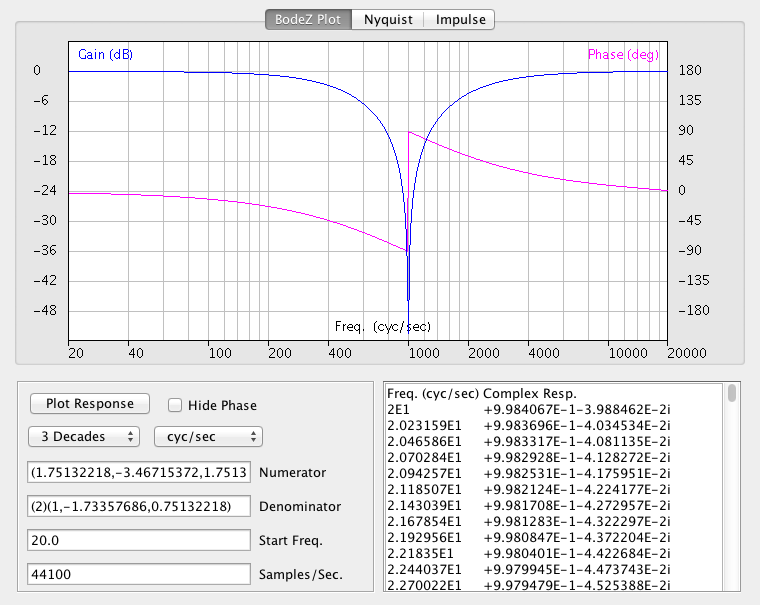 BodeZ Plot Nyquist Impulse
Gain (dB) Phase (deg)
0 180
-6 135
-12 90
-18 45
-24 0
-30 -45
-36 -90
-42 -135
-48 -180
Freq. (cyc/sec)
20 40 100 200 400 1000 2000 4000 10000 20000
Plot Response Hide Phase
3 Decades cyc/sec
(1.75132218,-3.46715372,1.7513 Numerator
(2)(1,-1.73357686,0.75132218) Denominator
20.0 Start Freq.
44100 Samples/Sec.
Freq. (cyc/sec) Complex Resp.
2E1 +9.984067E-1-3.988462E-2i
2.023159E1 +9.983696E-1-4.034534E-2i
2.046586E1 +9.983317E-1-4.081135E-2i
2.070284E1 +9.982928E-1-4.128272E-2i
2.094257E1 +9.982531E-1-4.175951E-2i
2.118507E1 +9.982124E-1-4.224177E-2i
2.143039E1 +9.981708E-1-4.272957E-2i
2.167854E1 +9.981283E-1-4.322297E-2i
2.192956E1 +9.980847E-1-4.372204E-2i
2.21835E1 +9.980401E-1-4.422684E-2i
2.244037E1 +9.979945E-1-4.473743E-2i
2.270022E1 +9.979479E-1-4.525388E-2i